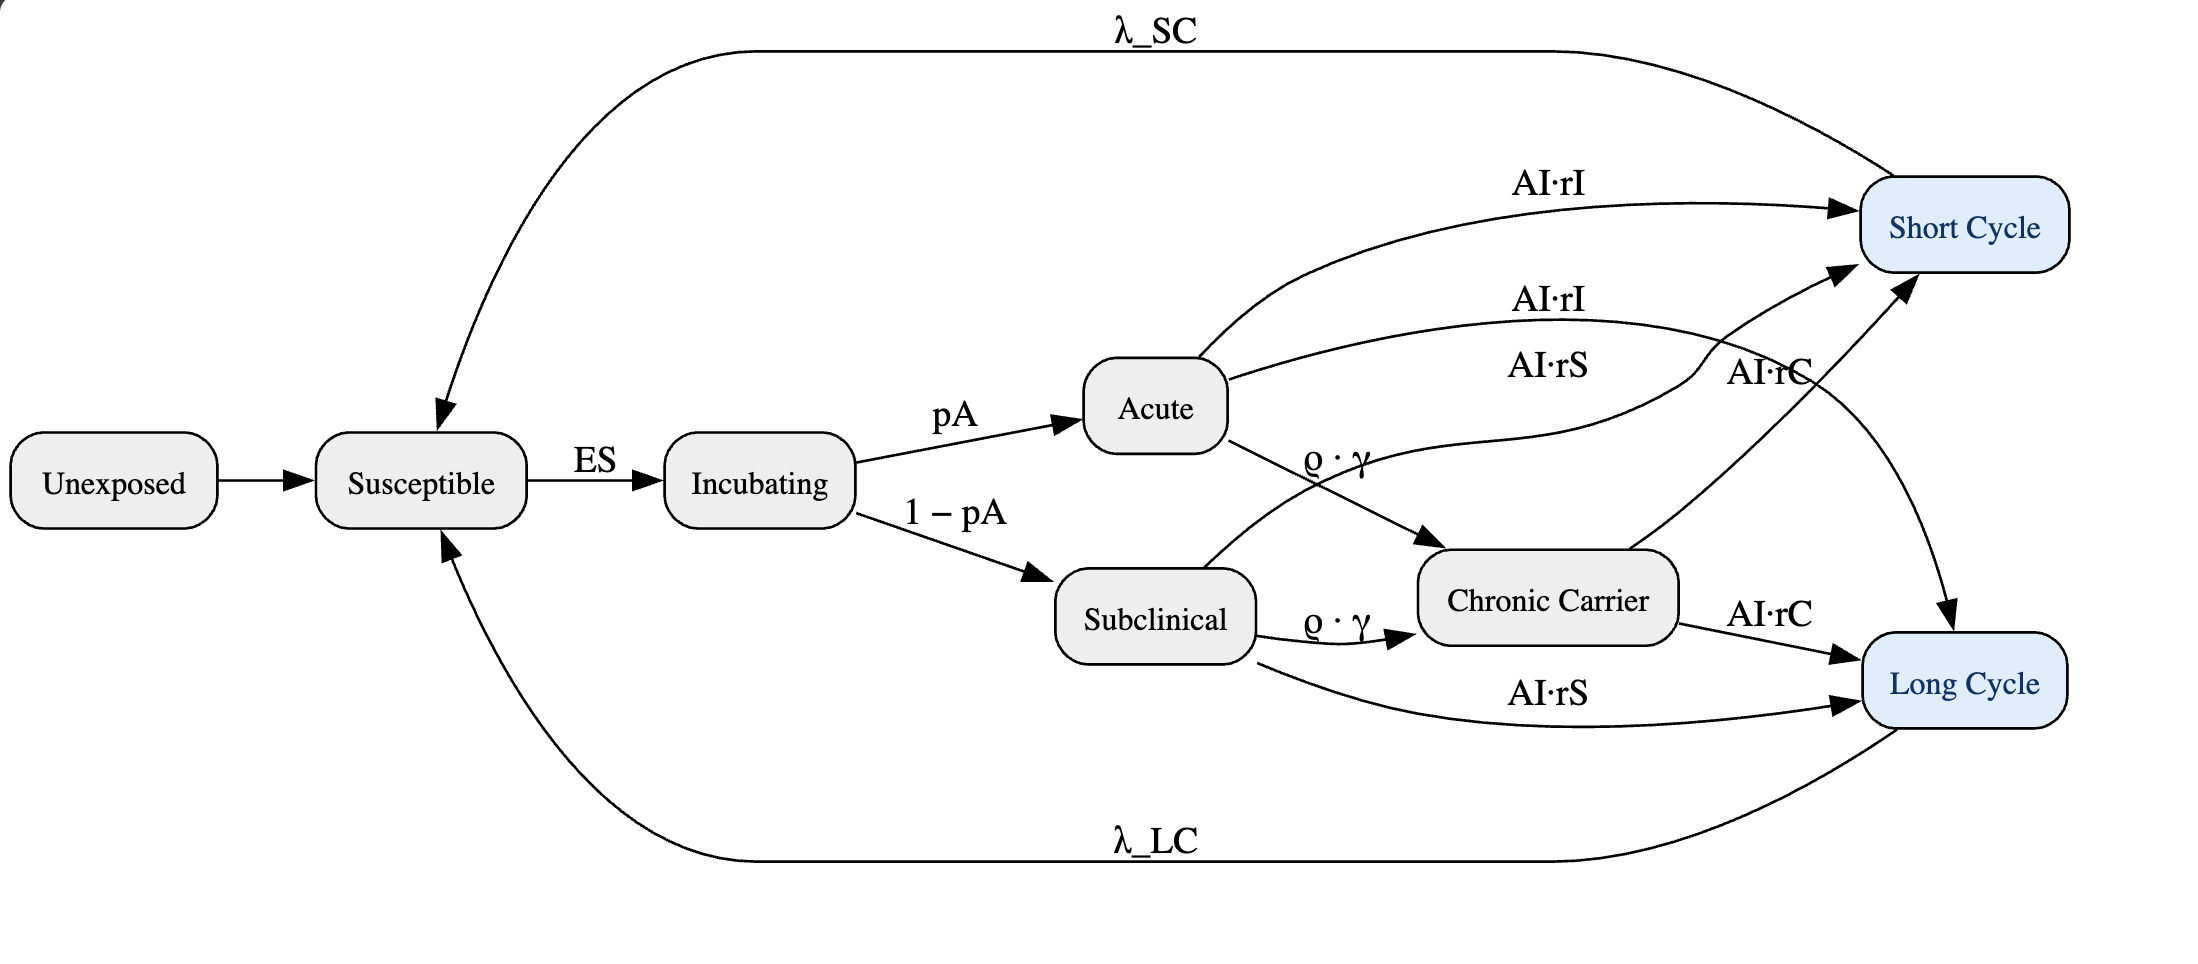 λ_SC
AI·rI
Short Cycle
AI·rI
AI·rS
AI·rC
Acute
pA
ES
ϱ · γ
Unexposed
Susceptible
Incubating
1 − pA
Chronic Carrier
Subclinical
ϱ · γ
AI·rC
AI·rS
Long Cycle
λ_LC